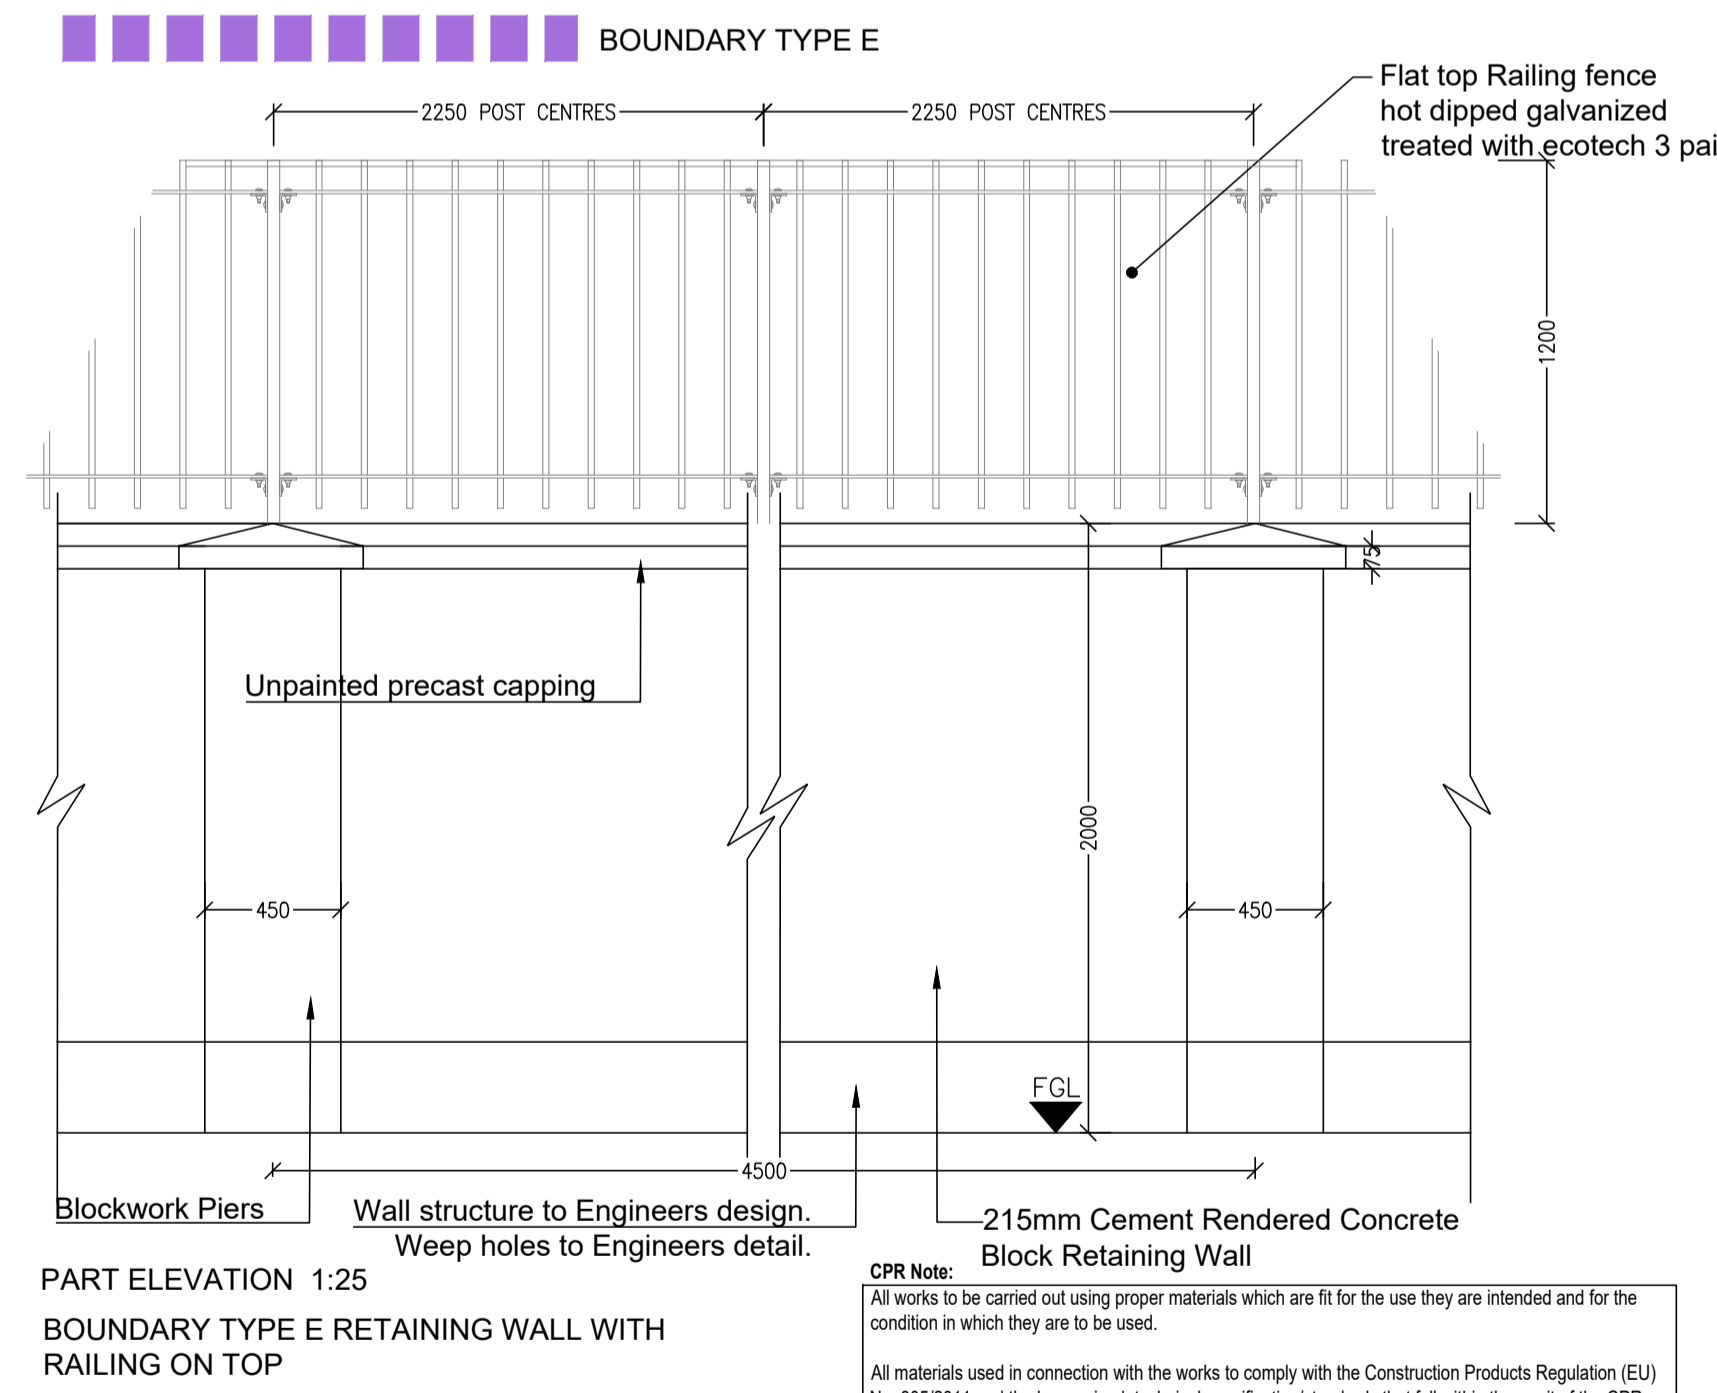 BOUNDARY TYPE E
Flat top Railing fence
hot dipped galvanized
treated with ecotech 3 pai
2250 POST CENTRES
2250 POST CENTRES
1200
75
Unpainted precast capping
2000
450
450
FGL
4500
Blockwork Piers
Wall structure to Engineers design.
Weep holes to Engineers detail.
215mm Cement Rendered Concrete
Block Retaining Wall
PART ELEVATION 1:25
BOUNDARY TYPE E RETAINING WALL WITH
RAILING ON TOP
CPR Note:
All works to be carried out using proper materials which are fit for the use they are intended and for the
condition in which they are to be used.
All materials used in connection with the works to comply with the Construction Products Regulation (EU)